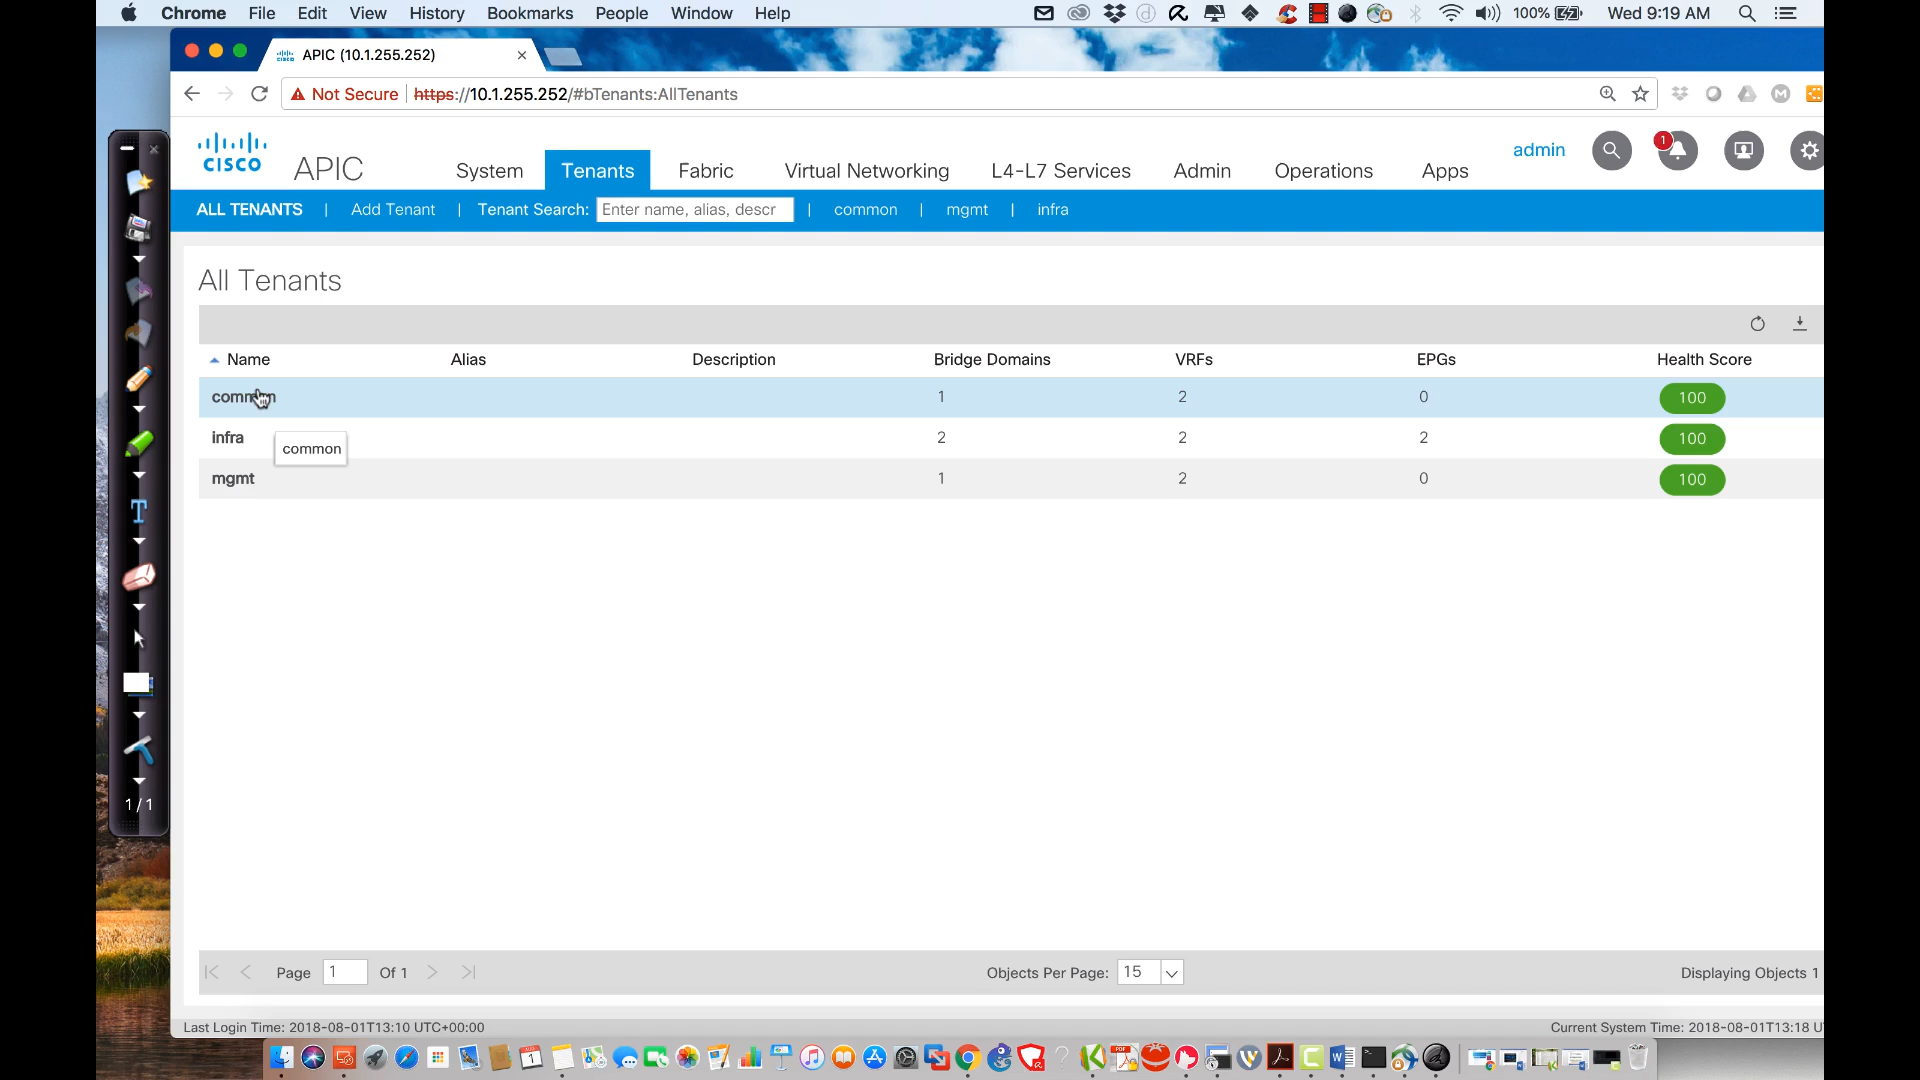 Chrome File Edit View History Bookmarks People Window Help 100% Wed 9:19 AM
APIC (10.1.255.252)
Not Secure | https://10.1.255.252/#bTenants:AllTenants
CISCO APIC System Tenants Fabric Virtual Networking L4-L7 Services Admin Operations Apps admin 1
ALL TENANTS | Add Tenant | Tenant Search: Enter name, alias, descr | common | mgmt | infra
All Tenants
Name Alias Description Bridge Domains VRFs EPGs Health Score
common 1 2 0 100
infra 2 2 2 100
common
mgmt 1 2 0 100
1/1
Page 1 Of 1 Objects Per Page: 15 Displaying Objects 1
Last Login Time: 2018-08-01T13:10 UTC+00:00 Current System Time: 2018-08-01T13:18 U